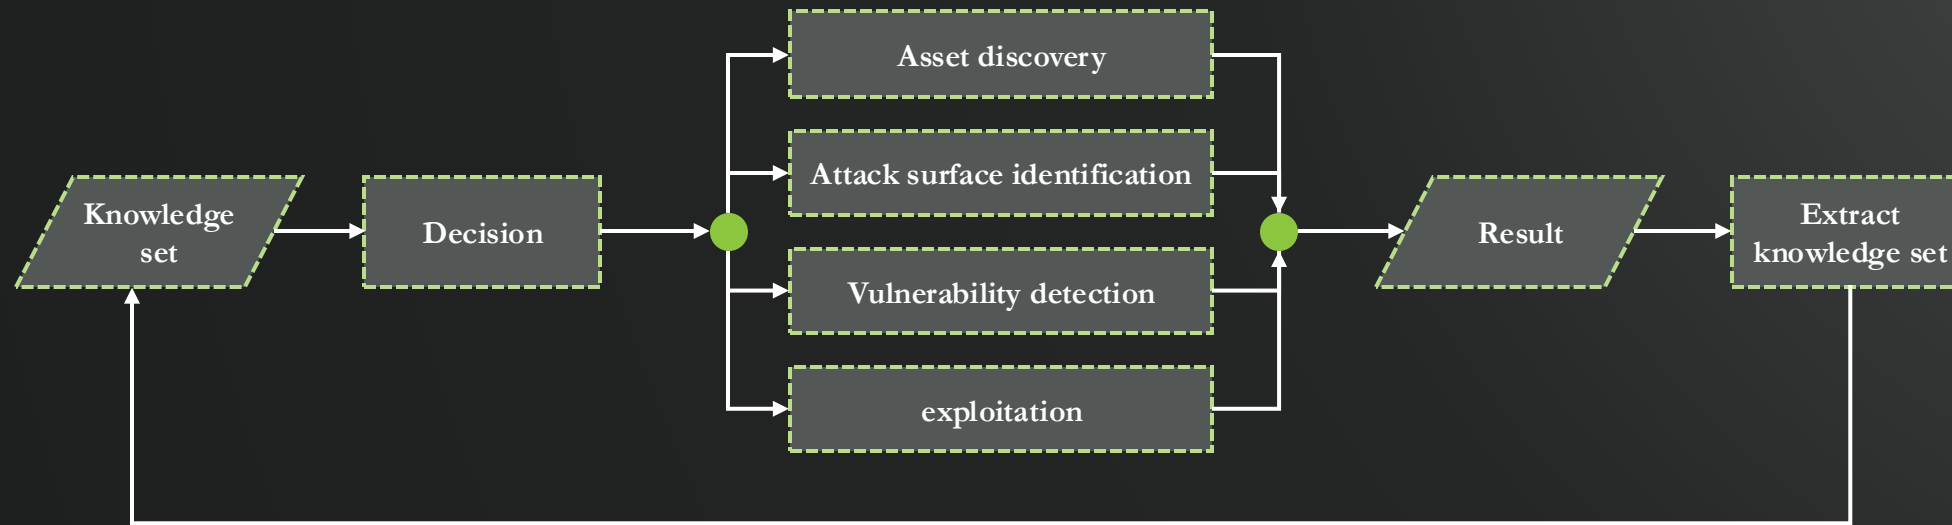 Asset discovery
Attack surface identification
Knowledge
set
Decision
Vulnerability detection
exploitation
Result
Extract
knowledge set